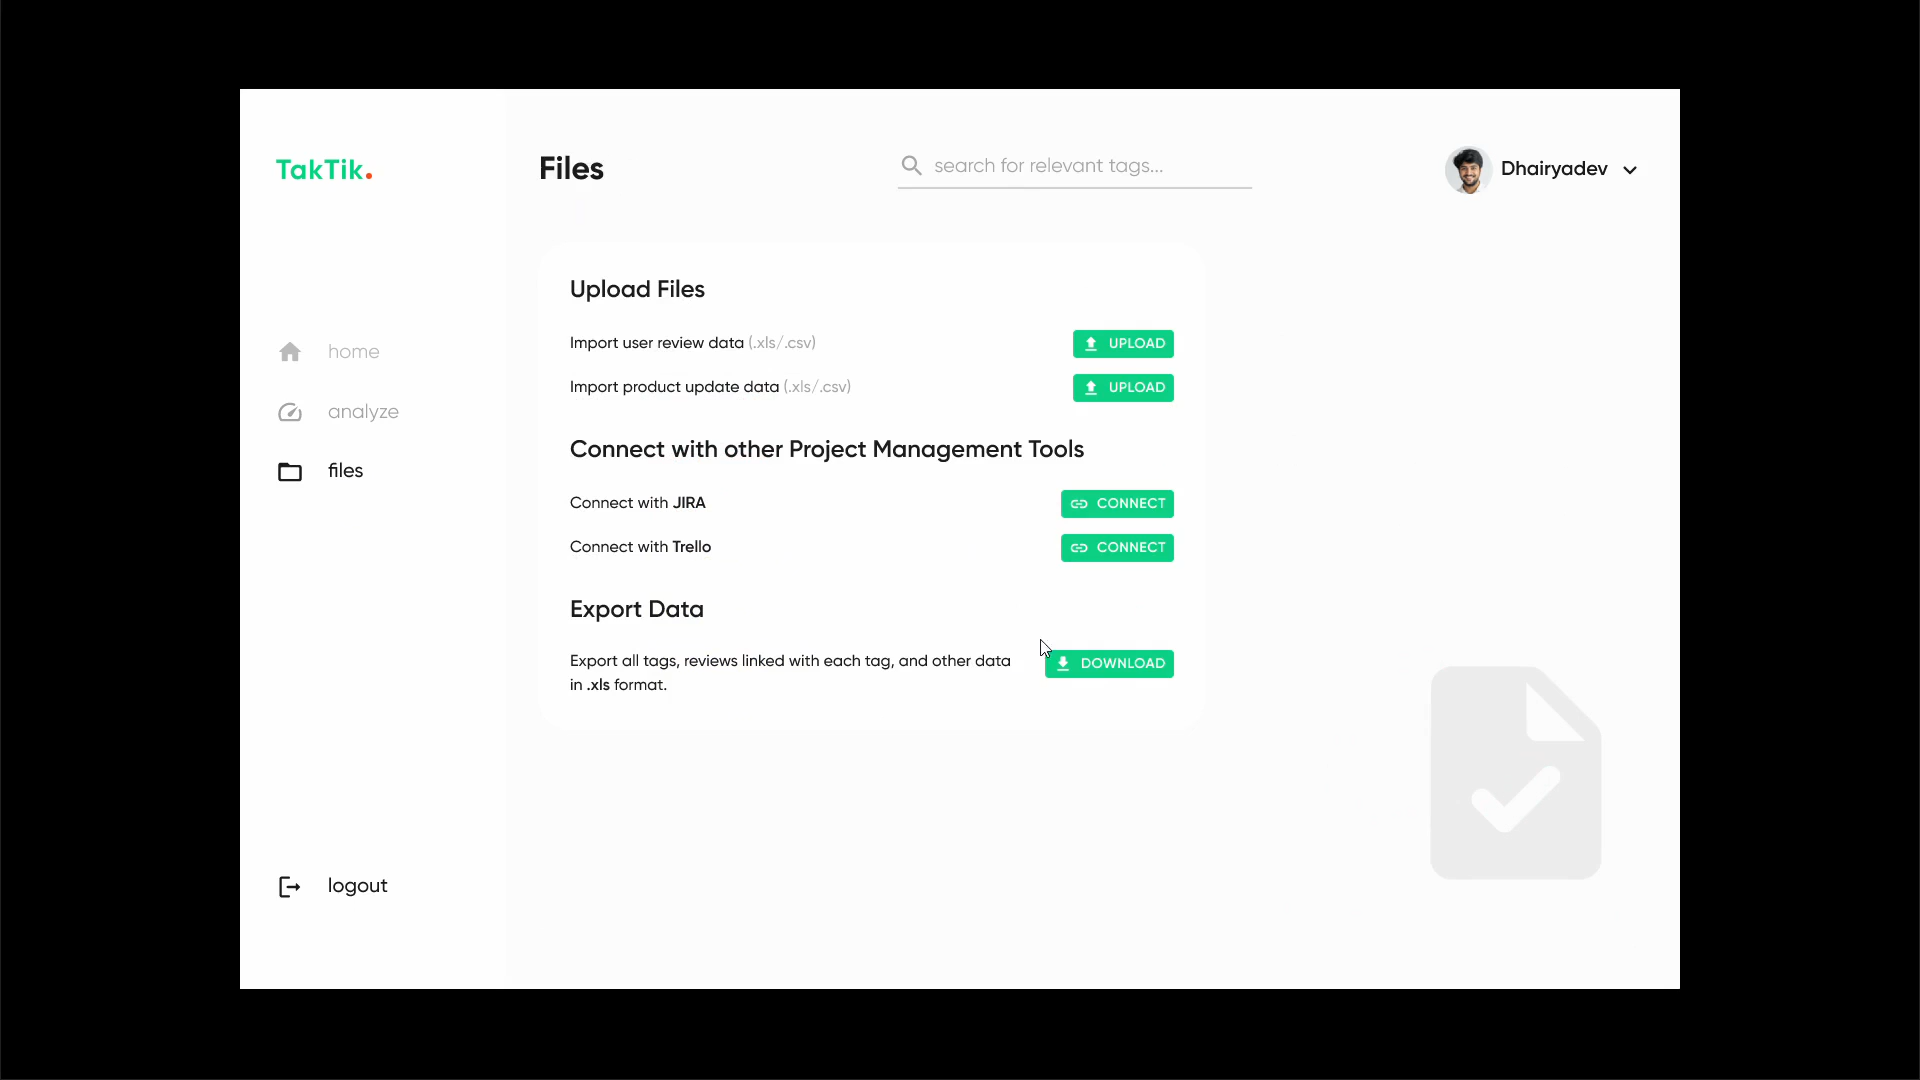 TakTik.
Files
search for relevant tags...
Dhairyadev
home
analyze
files
logout
Upload Files
Import user review data (.xls/.csv)
UPLOAD
Import product update data (.xls/.csv)
UPLOAD
Connect with other Project Management Tools
Connect with JIRA
CONNECT
Connect with Trello
CONNECT
Export Data
Export all tags, reviews linked with each tag, and other data
in .xls format.
DOWNLOAD